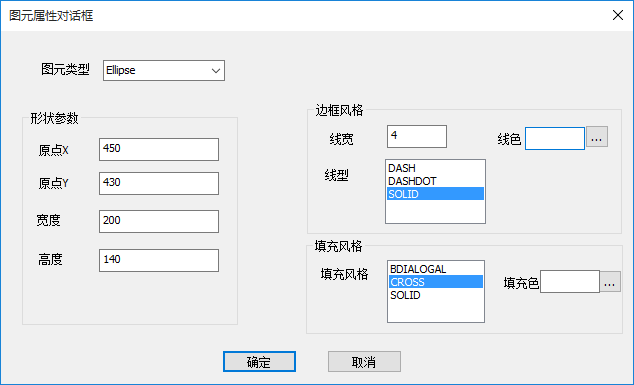 图元属性对话框
图元类型 Ellipse
形状参数
原点X 450
原点Y 430
宽度 200
高度 140
边框风格
线宽 4 线色 ...
线型 DASH
DASHDOT
SOLID
填充风格
填充风格 BDIALOGAL
CROSS
SOLID
填充色 ...
确定 取消